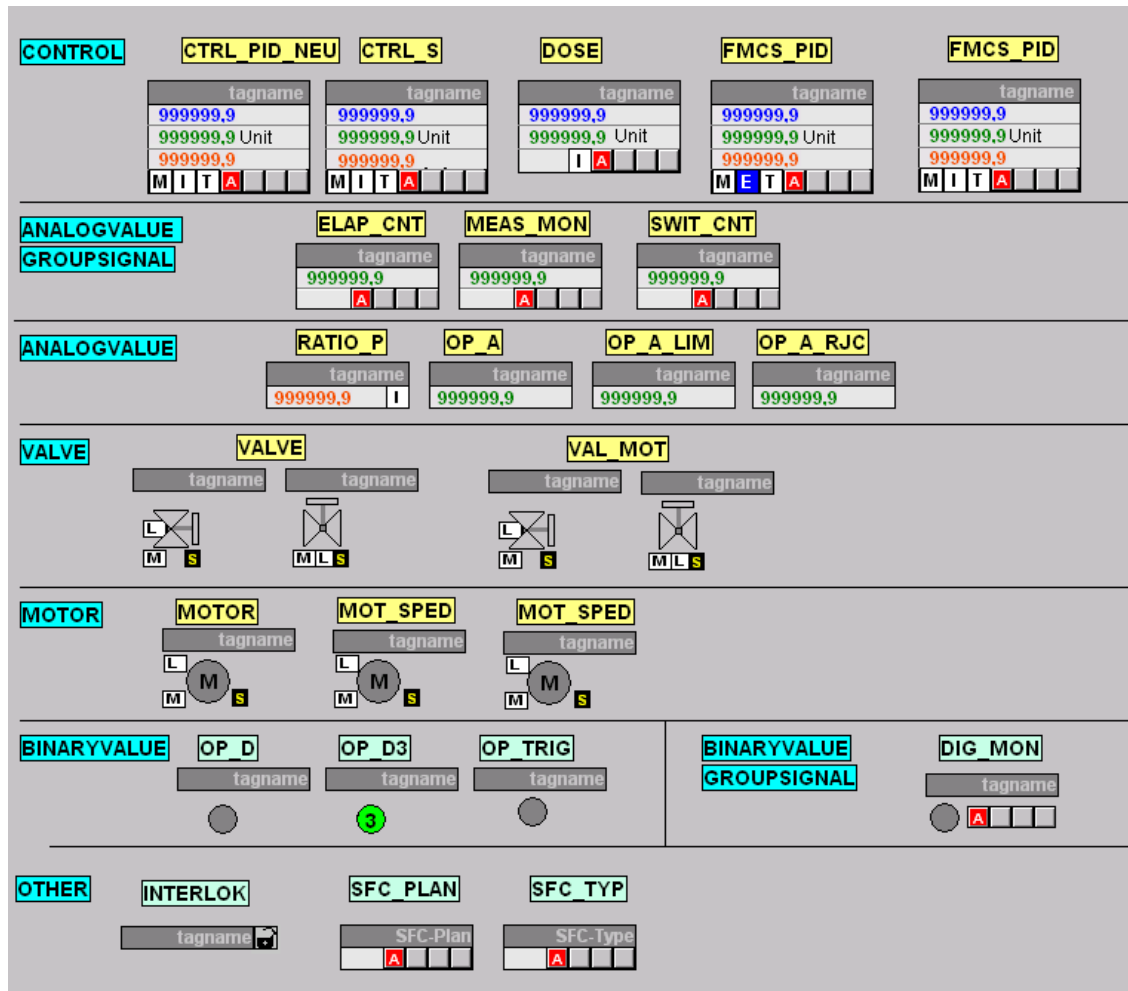 CONTROL CTRL_PID_NEU CTRL_S DOSE FMCS_PID FMCS_PID
tagname tagname tagname tagname tagname
999999,9 999999,9 999999,9 999999,9 999999,9
999999,9 Unit 999999,9 Unit 999999,9 Unit 999999,9 Unit 999999,9 Unit
999999,9 999999,9 I A 999999,9 999999,9
M I T A M I T A M E T A M I T A
ANALOGVALUE ELAP_CNT MEAS_MON SWIT_CNT
GROUPSIGNAL tagname tagname tagname
999999,9 999999,9 999999,9
A A A
ANALOGVALUE RATIO_P OP_A OP_A_LIM OP_A_RJC
tagname tagname tagname tagname
999999,9 I 999999,9 999999,9 999999,9
VALVE VALVE VAL_MOT
tagname tagname tagname tagname
L L
M S M L S M S M L S
MOTOR MOTOR MOT_SPED MOT_SPED
tagname tagname tagname
L M L M L M
M S M S M S
BINARYVALUE OP_D OP_D3 OP_TRIG BINARYVALUE DIG_MON
tagname tagname tagname GROUPSIGNAL tagname
3 A
OTHER INTERLOK SFC_PLAN SFC_TYP
tagname SFC-Plan SFC-Type
A A